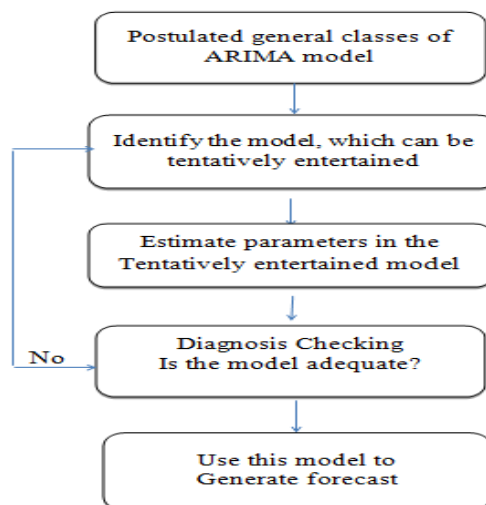 Postulated general classes of
ARIMA model
Identify the model, which can be
tentatively entertained
Estimate parameters in the
Tentatively entertained model
Diagnosis Checking
Is the model adequate?
No
Use this model to
Generate forecast